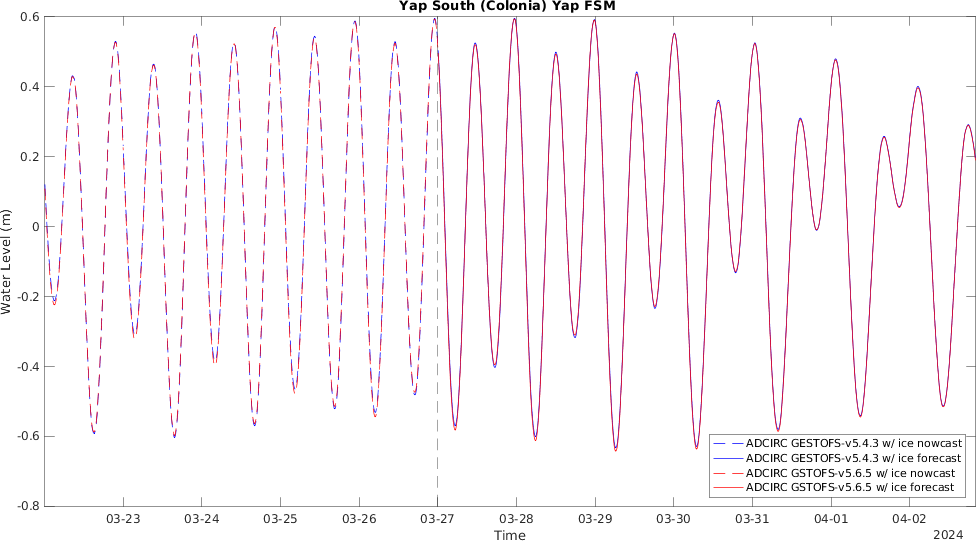 Yap South (Colonia) Yap FSM
0.6
0.4
0.2
0
-0.2
-0.4
-0.6
-0.8
Water Level (m)
ADCIRC GESTOFS-v5.4.3 w/ ice nowcast
ADCIRC GESTOFS-v5.4.3 w/ ice forecast
ADCIRC GSTOFS-v5.6.5 w/ ice nowcast
ADCIRC GSTOFS-v5.6.5 w/ ice forecast
03-23 03-24 03-25 03-26 03-27 03-28 03-29 03-30 03-31 04-01 04-02
Time
2024